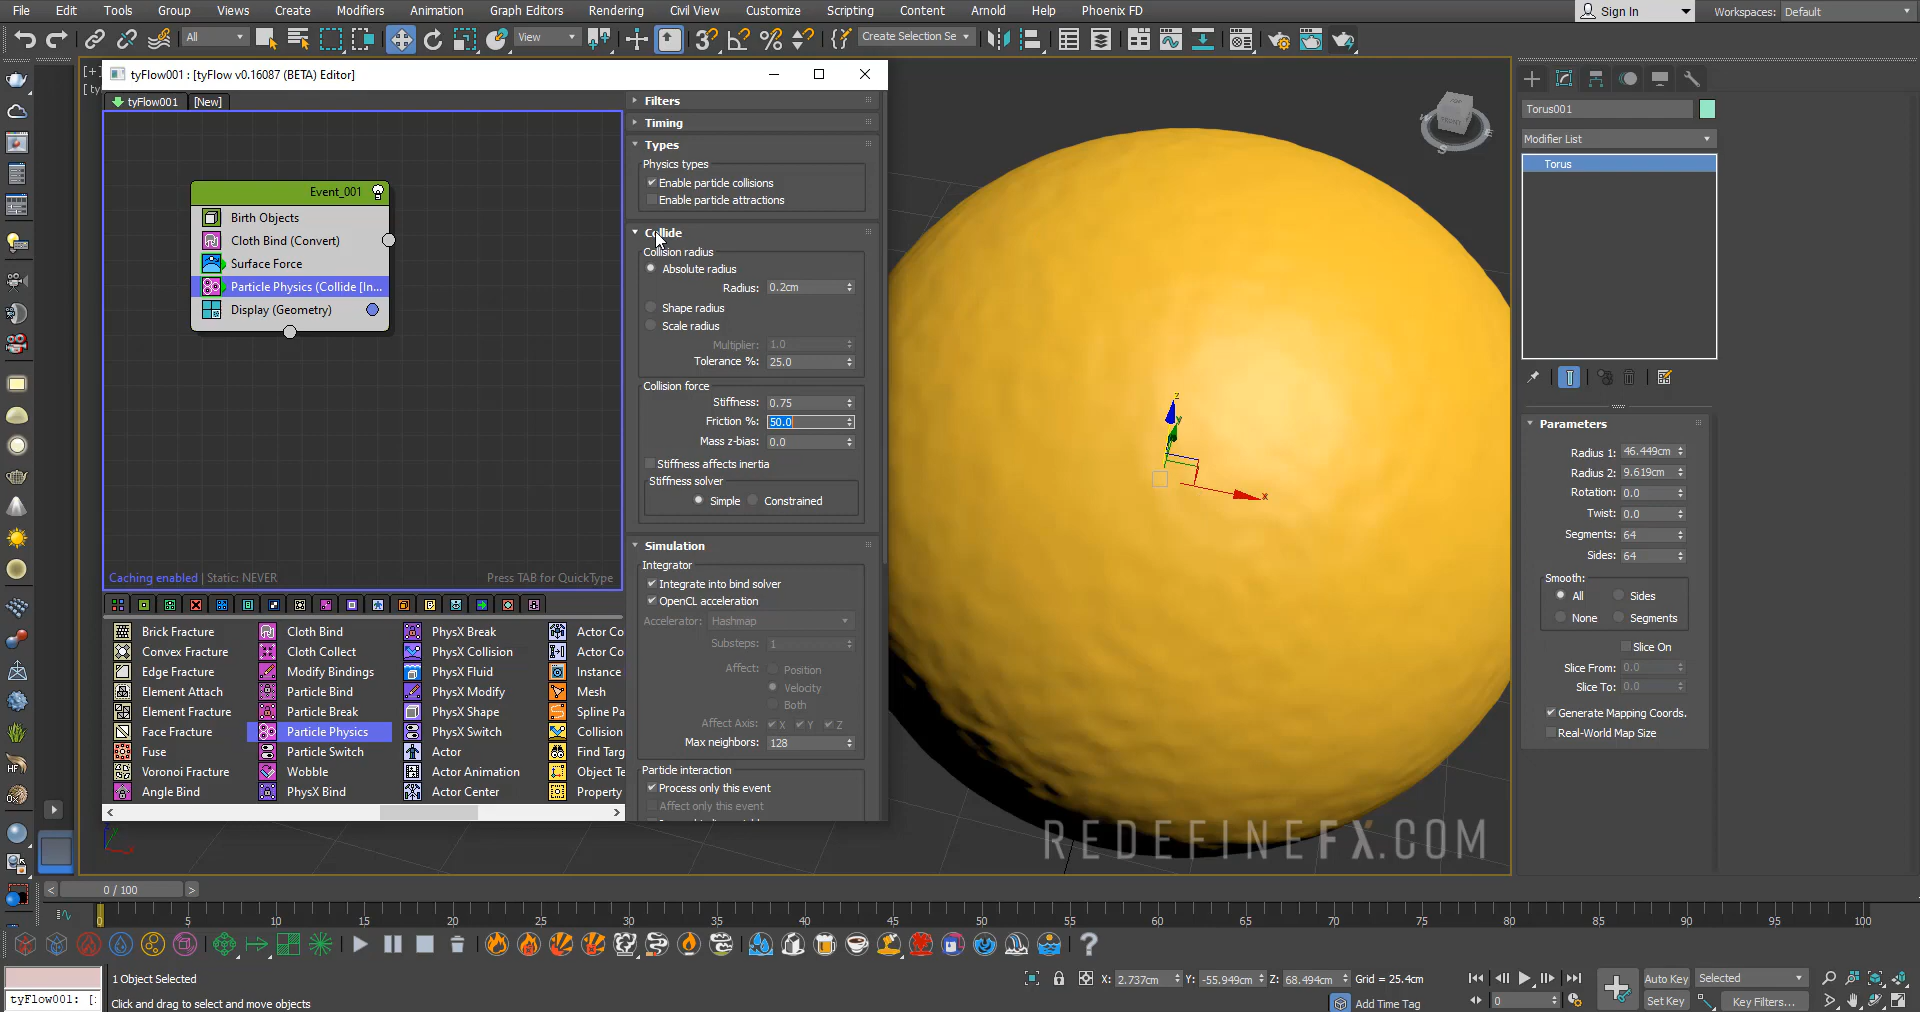 File Edit Tools Group Views Create Modifiers Animation Graph Editors Rendering Civil View Customize Scripting Content Arnold Help Phoenix FD Sign In Workspaces: Default
All View Create Selection Se
tyFlow001 : [tyFlow v0.16087 (BETA) Editor]
tyFlow001 [New]
Event_001
Birth Objects
Cloth Bind (Convert)
Surface Force
Particle Physics (Collide [In...
Display (Geometry)
Caching enabled | Static: NEVER Press TAB for QuickType
Brick Fracture Cloth Bind PhysX Break Actor Co
Convex Fracture Cloth Collect PhysX Collision Actor Co
Edge Fracture Modify Bindings PhysX Fluid Instance
Element Attach Particle Bind PhysX Modify Mesh
Element Fracture Particle Break PhysX Shape Spline Pa
Face Fracture Particle Physics PhysX Switch Collision
Fuse Particle Switch Actor Find Targ
Voronoi Fracture Wobble Actor Animation Object Te
Angle Bind PhysX Bind Actor Center Property
Filters
Timing
Types
Physics types
Enable particle collisions
Enable particle attractions
Collide
Collision radius
Absolute radius
Radius: 0.2cm
Shape radius
Scale radius
Multiplier: 1.0
Tolerance %: 25.0
Collision force
Stiffness: 0.75
Friction %: 50.0
Mass z-bias: 0.0
Stiffness affects inertia
Stiffness solver
Simple Constrained
Simulation
Integrator
Integrate into bind solver
OpenCL acceleration
Accelerator: Hashmap
Substeps: 1
Affect: Position
Velocity
Both
Affect Axis: X Y Z
Max neighbors: 128
Particle interaction
Process only this event
Affect only this event
FRONT
W S E
z
y
x
REDEFINEFX.COM
Torus001
Modifier List
Torus
Parameters
Radius 1: 46.449cm
Radius 2: 9.619cm
Rotation: 0.0
Twist: 0.0
Segments: 64
Sides: 64
Smooth:
All Sides
None Segments
Slice On
Slice From: 0.0
Slice To: 0.0
Generate Mapping Coords.
Real-World Map Size
< 0 / 100 >
0 5 10 15 20 25 30 35 40 45 50 55 60 65 70 75 80 85 90 95 100
1 Object Selected X: 2.737cm Y: -55.949cm Z: 68.494cm Grid = 25.4cm Auto Key Selected
tyFlow001: [: Click and drag to select and move objects Add Time Tag 0 Set Key Key Filters...